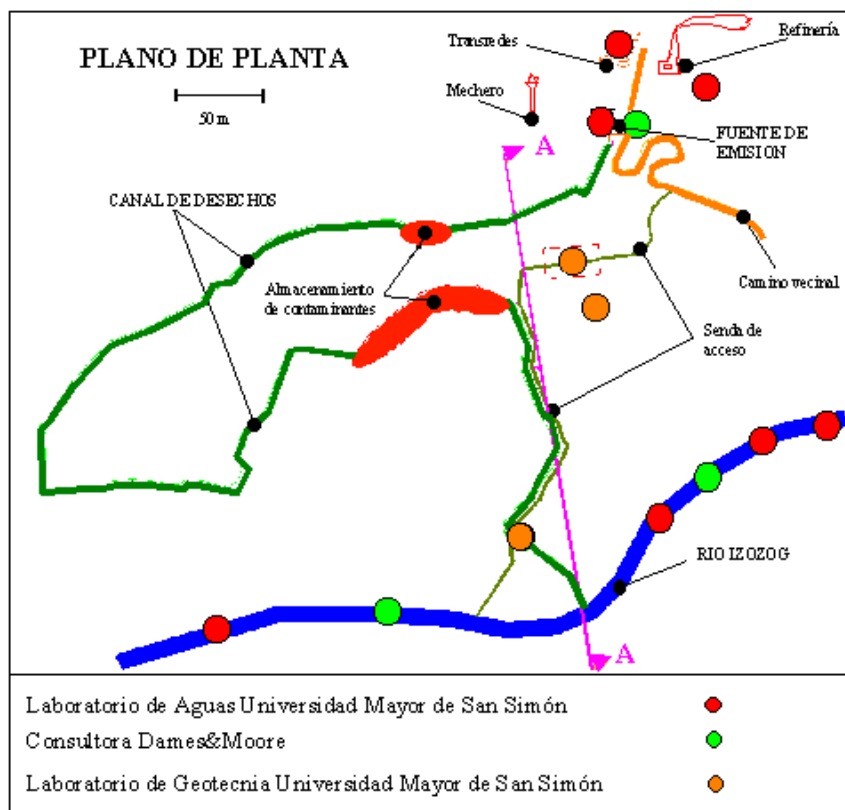 PLANO DE PLANTA
50 m
Transredes
Refinería
Mechero
FUENTE DE
EMISION
A
CANAL DE DESECHOS
Almacenamiento
de contaminantes
Camino vecinal
Senda de
acceso
RIO IZOZOG
A
Laboratorio de Aguas Universidad Mayor de San Simón
Consultora Dames&Moore
Laboratorio de Geotecnia Universidad Mayor de San Simón